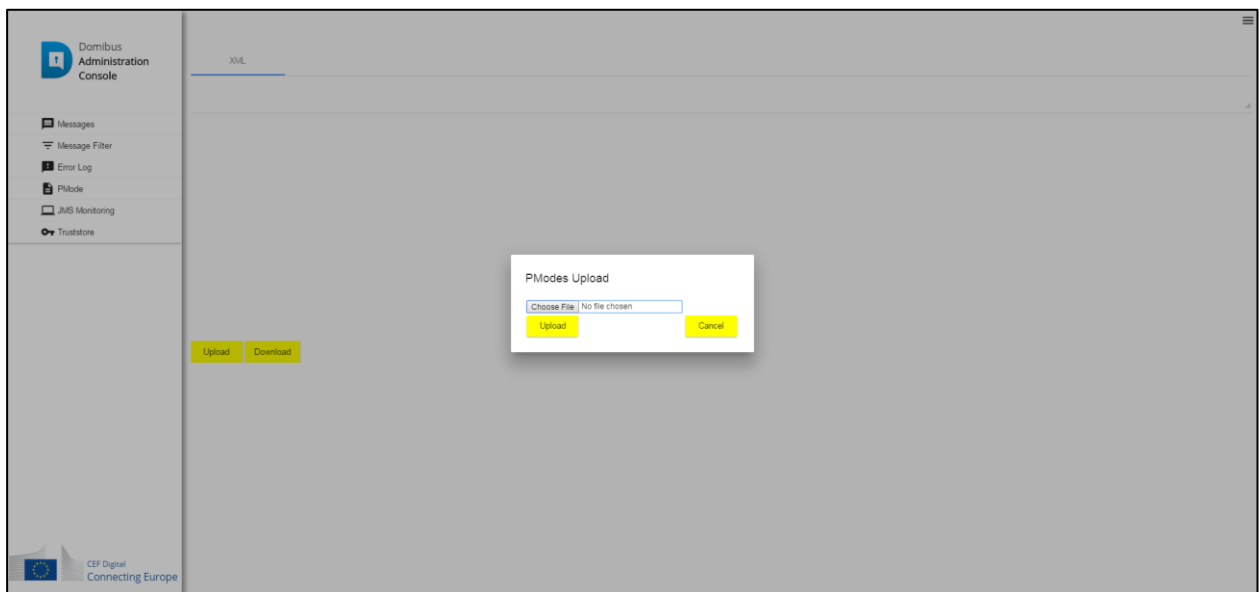 Domibus
Administration
Console
XML
Messages
Message Filter
Error Log
PMode
JMS Monitoring
Truststore
PModes Upload
Choose File No file chosen
Upload Cancel
Upload Download
CEF Digital
Connecting Europe